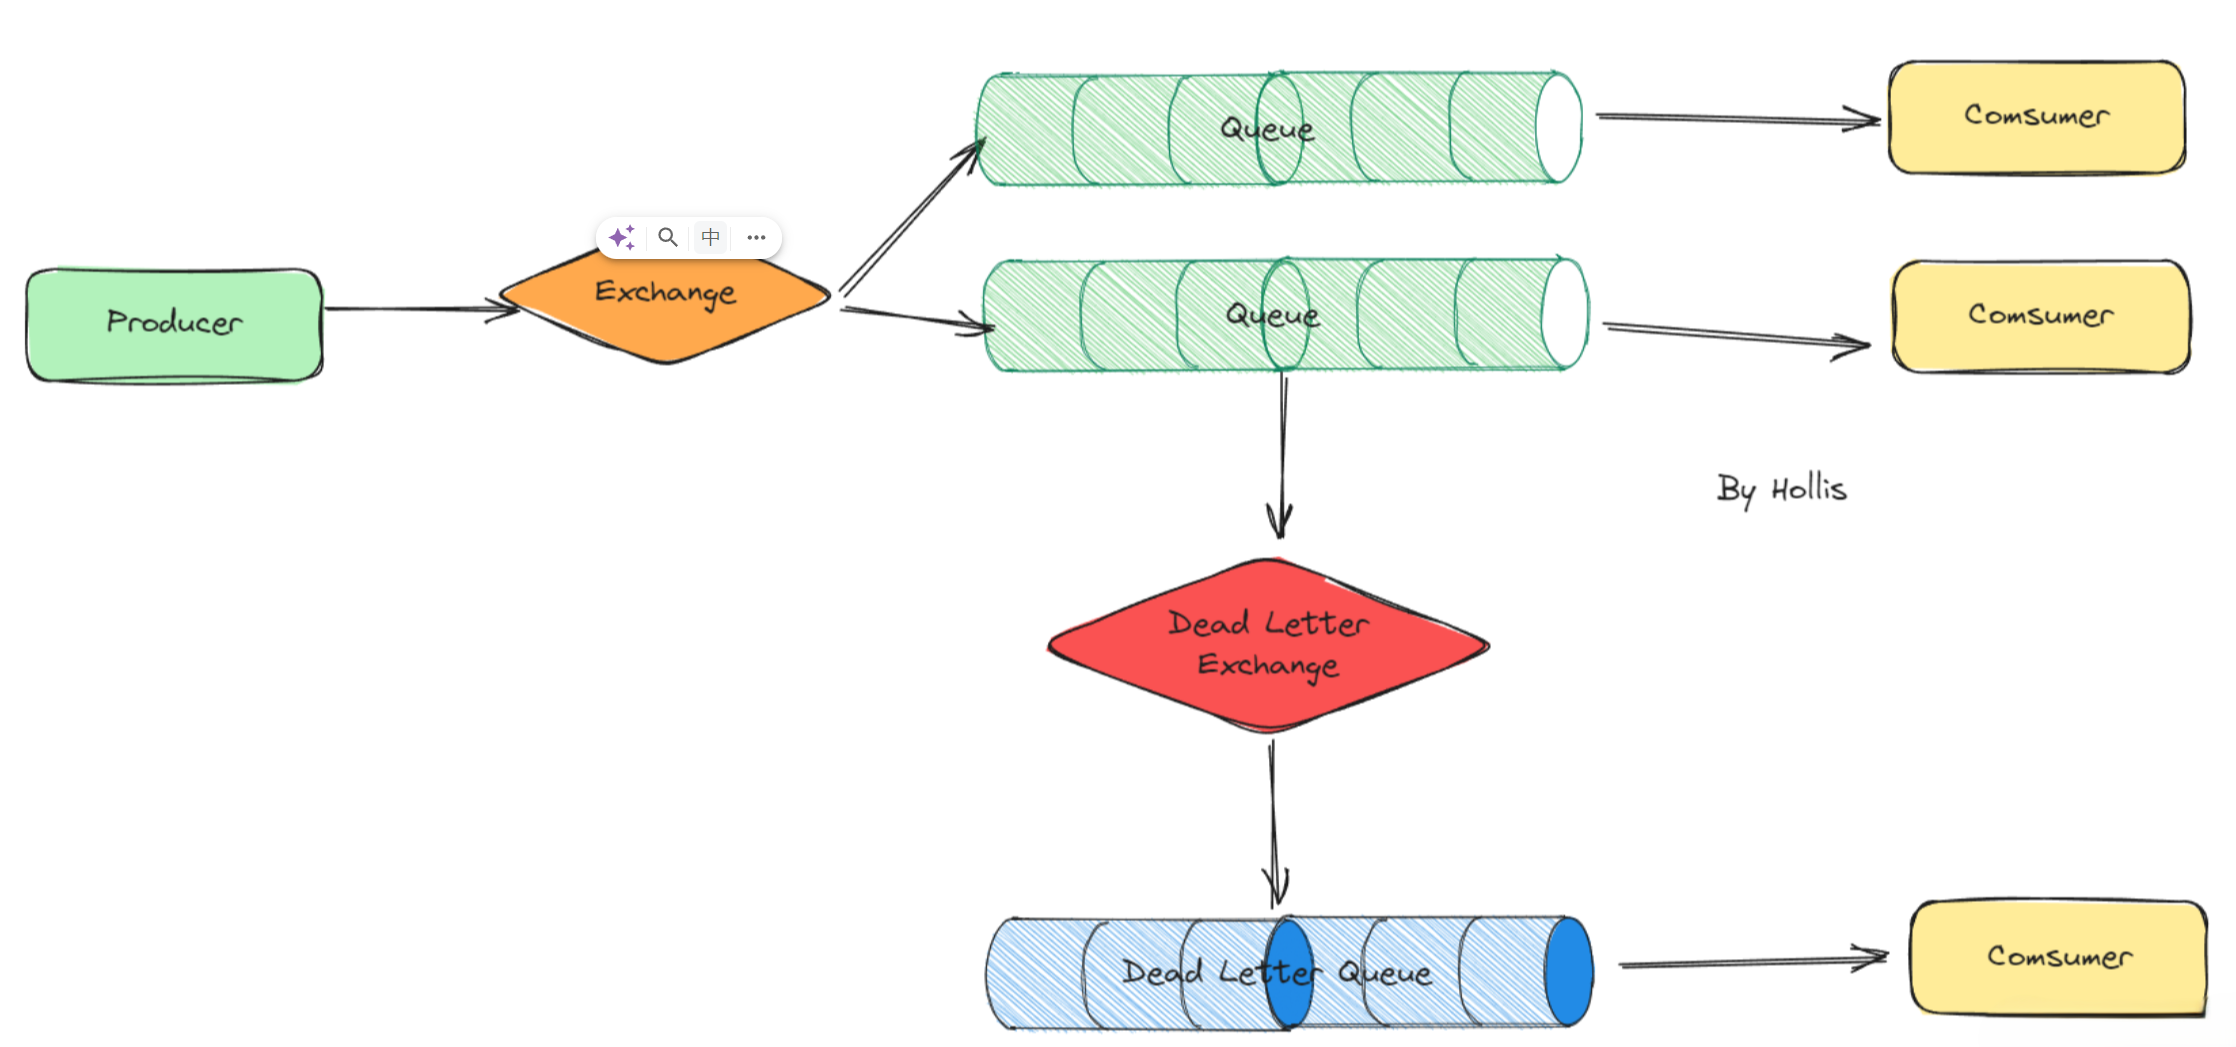 Queue
Comsumer
中
Exchange
Producer
Queue
Comsumer
By Hollis
Dead Letter
Exchange
Dead Letter Queue
Comsumer